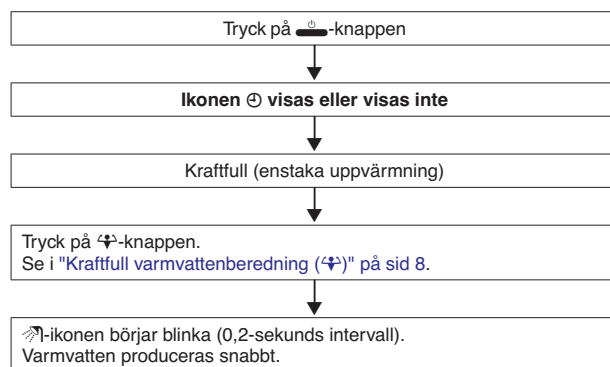 Tryck på -knappen
Ikonen visas eller visas inte
Kraftfull (enstaka uppvärmning)
Tryck på -knappen.
Se i "Kraftfull varmvattenberedning ()" på sid 8.
-ikonen börjar blinka (0,2-sekunds intervall).
Varmvatten produceras snabbt.